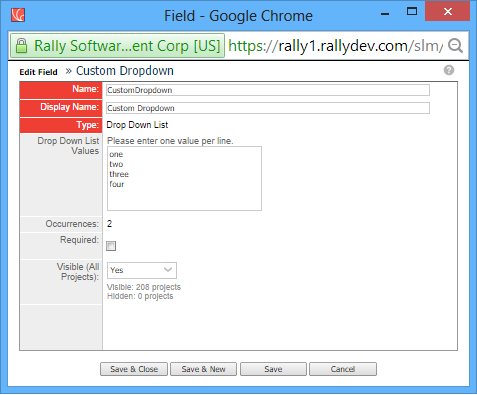 Field - Google Chrome
Rally Softwar...ent Corp [US] https://rally1.rallydev.com/slm/
Edit Field » Custom Dropdown ?
Name: CustomDropdown
Display Name: Custom Dropdown
Type: Drop Down List
Drop Down List Values Please enter one value per line.
one
two
three
four
Occurrences: 2
Required:
Visible (All Projects): Yes
Visible: 208 projects
Hidden: 0 projects
Save & Close Save & New Save Cancel